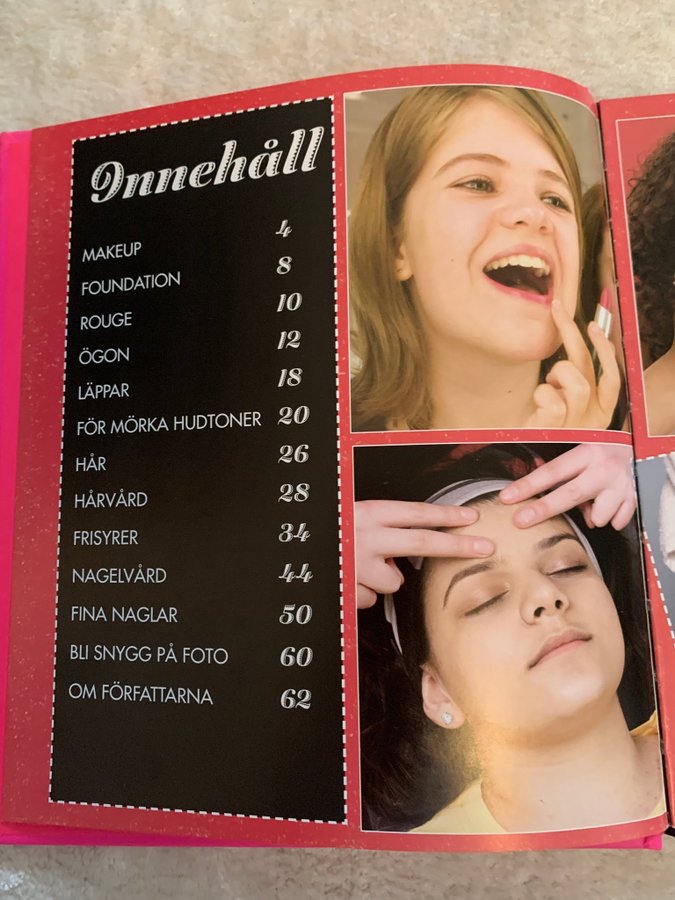 Innehåll
MAKEUP 4
FOUNDATION 8
ROUGE 10
ÖGON 12
LÄPPAR 18
FÖR MÖRKA HUDTONER 20
HÅR 26
HÅRVÅRD 28
FRISYRER 34
NAGELVÅRD 44
FINA NAGLAR 50
BLI SNYGG PÅ FOTO 60
OM FÖRFATTARNA 62